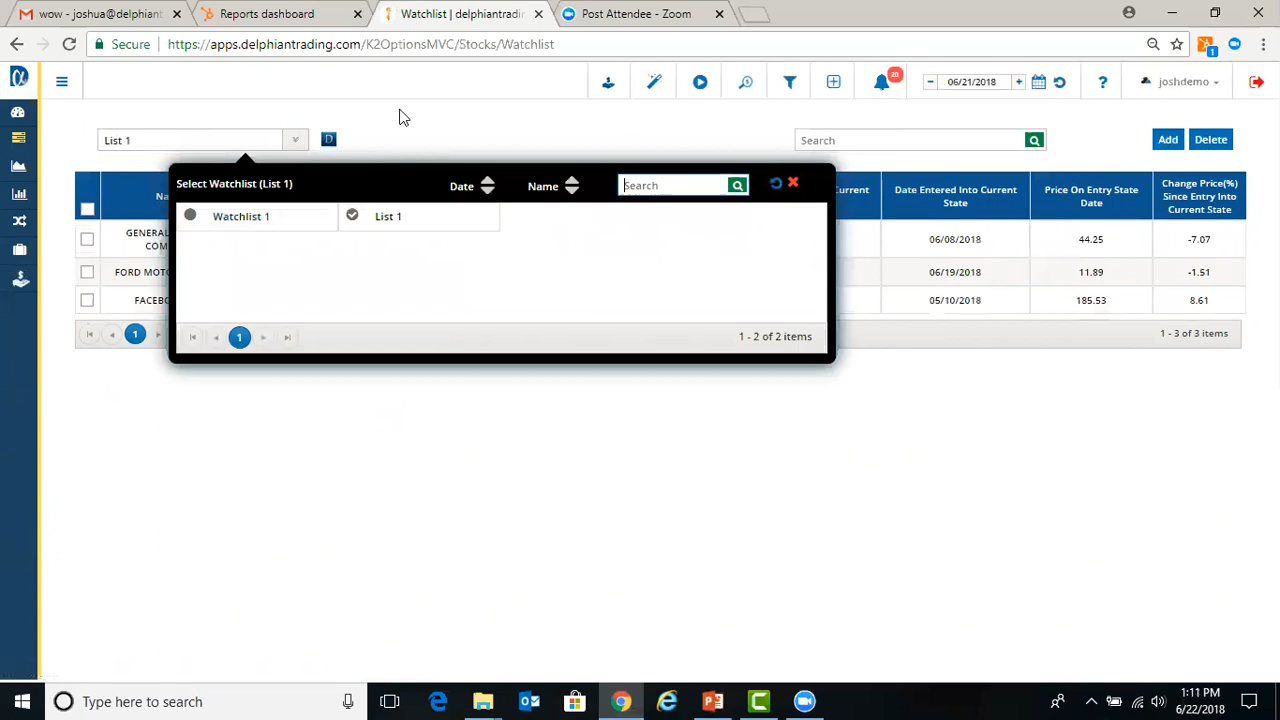 wow - joshua@delphiant
Reports dashboard
Watchlist | delphiantradin
Post Attendee - Zoom
Secure
https://apps.delphiantrading.com/K2OptionsMVC/Stocks/Watchlist
1
20
06/21/2018
?
joshdemo
List 1
D
Search
Add
Delete
Select Watchlist (List 1)
Date
Name
Search
Watchlist 1
List 1
1
1 - 2 of 2 items
Na
Current
Date Entered Into Current State
Price On Entry State Date
Change Price(%) Since Entry Into Current State
GENERAL
COM
06/08/2018
44.25
-7.07
FORD MOTO
06/19/2018
11.89
-1.51
FACEBO
05/10/2018
185.53
8.61
1
1 - 3 of 3 items
Type here to search
1:11 PM
6/22/2018